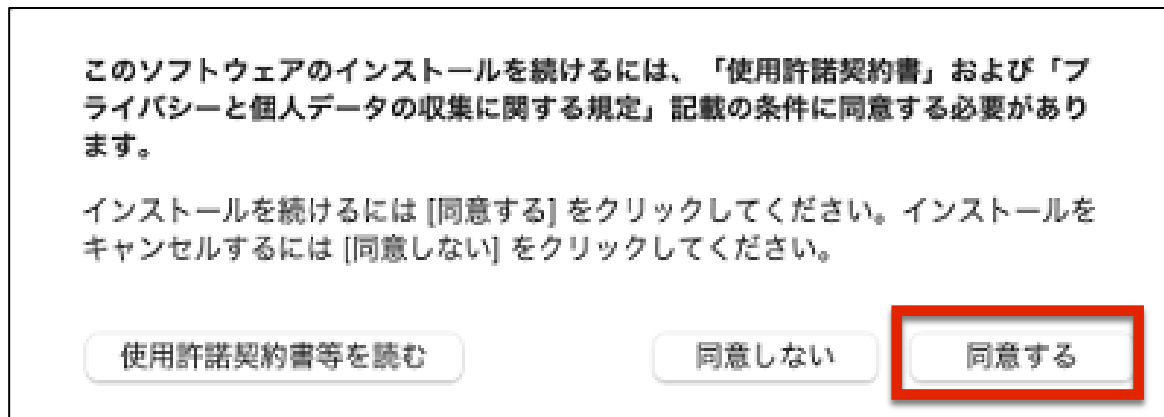 このソフトウェアのインストールを続けるには、「使用許諾契約書」および「プ
ライバシーと個人データの収集に関する規定」記載の条件に同意する必要があり
ます。
インストールを続けるには [同意する] をクリックしてください。インストールを
キャンセルするには [同意しない] をクリックしてください。
使用許諾契約書等を読む 同意しない 同意する